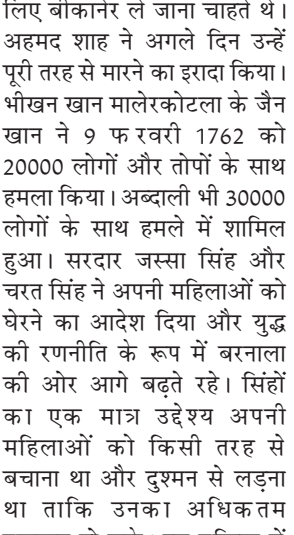 लिए बीकानेर ले जाना चाहते थे।
अहमद शाह ने अगले दिन उन्हें
पूरी तरह से मारने का इरादा किया।
भीखन खान मालेरकोटला के जैन
खान ने 9 फरवरी 1762 को
20000 लोगों और तोपों के साथ
हमला किया। अब्दाली भी 30000
लोगों के साथ हमले में शामिल
हुआ। सरदार जस्सा सिंह और
चरत सिंह ने अपनी महिलाओं को
घेरने का आदेश दिया और युद्ध
की रणनीति के रूप में बरनाला
की ओर आगे बढ़ते रहे। सिंहों
का एक मात्र उद्देश्य अपनी
महिलाओं को किसी तरह से
बचाना था और दुश्मन से लड़ना
था ताकि उनका अधिकतम